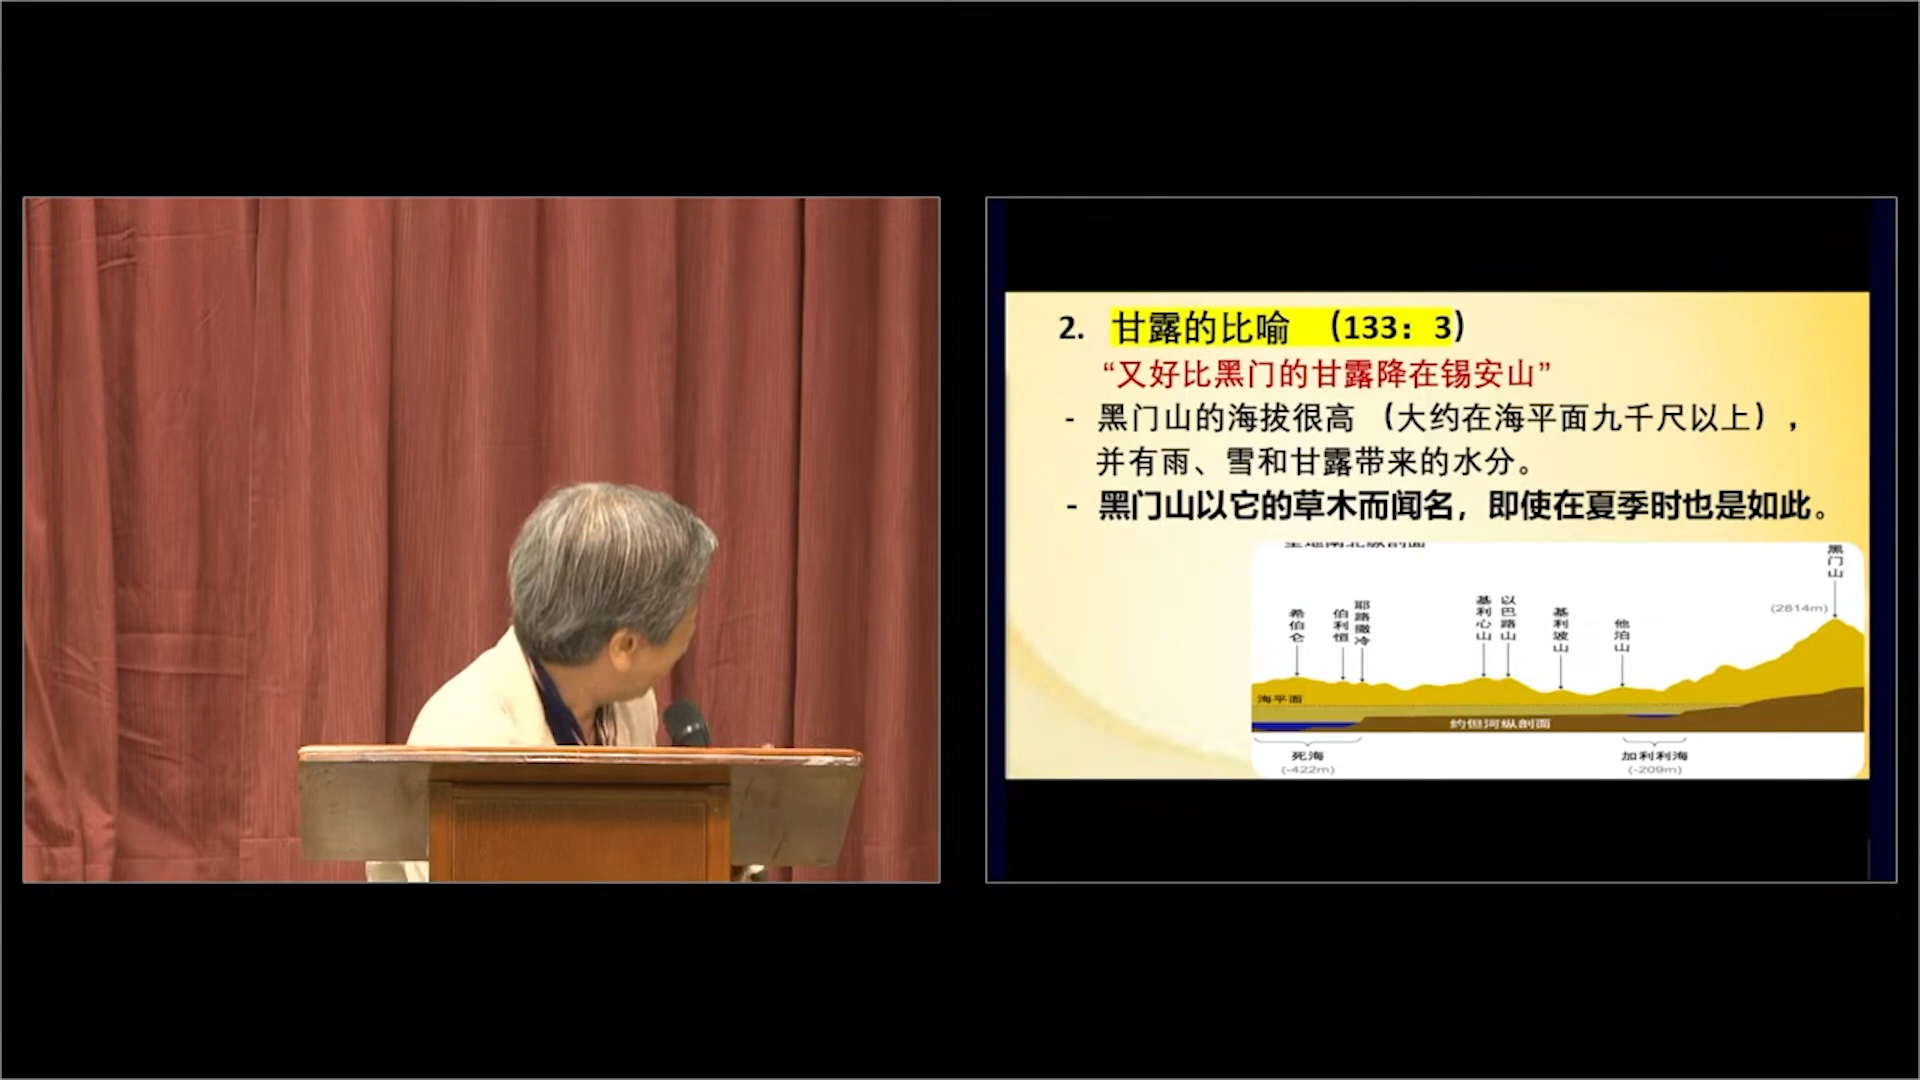 2. 甘露的比喻 （133：3）
“又好比黑门的甘露降在锡安山”
- 黑门山的海拔很高 （大约在海平面九千尺以上），
并有雨、雪和甘露带来的水分。
- 黑门山以它的草木而闻名，即使在夏季时也是如此。
黑门山
(2814m)
希伯仑
伯利恒
耶路撒冷
基利心山
以巴路山
基利波山
他泊山
海平面
约但河纵剖面
死海
(-422m)
加利利海
(-209m)